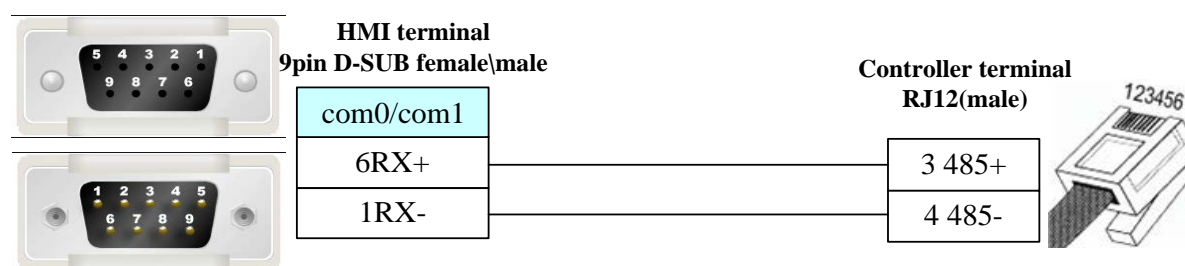 5 4 3 2 1
9 8 7 6
1 2 3 4 5
6 7 8 9
HMI terminal
9pin D-SUB female\male
com0/com1
6RX+
1RX-
Controller terminal
RJ12(male)
3 485+
4 485-
123456